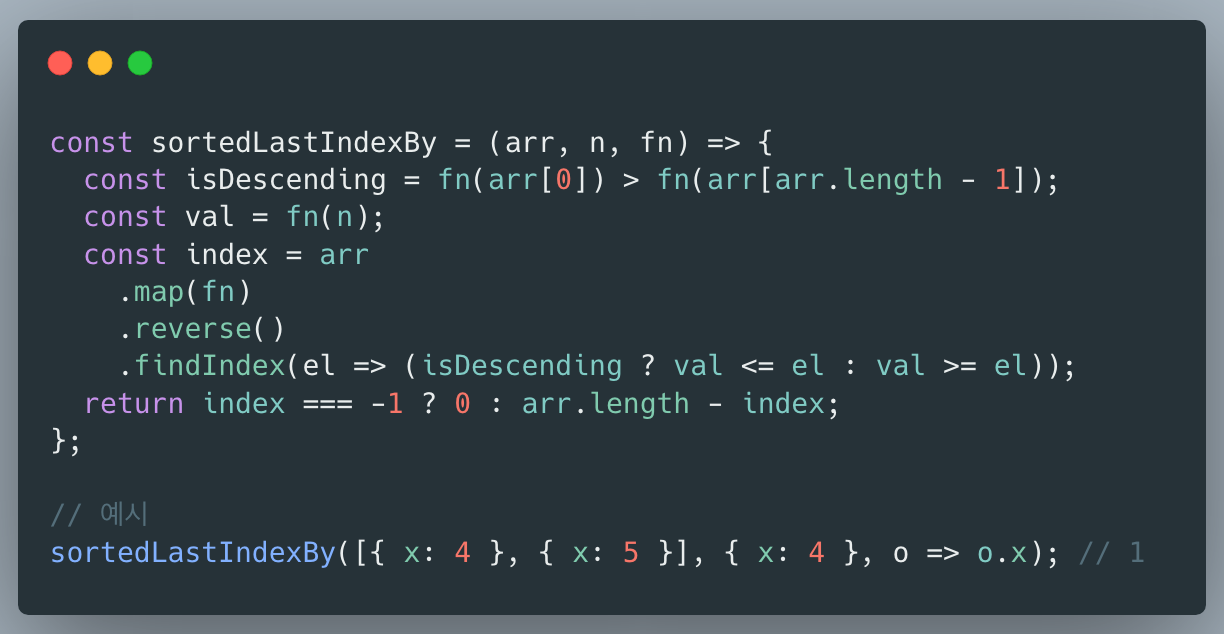 const sortedLastIndexBy = (arr, n, fn) => {
  const isDescending = fn(arr[0]) > fn(arr[arr.length - 1]);
  const val = fn(n);
  const index = arr
    .map(fn)
    .reverse()
    .findIndex(el => (isDescending ? val <= el : val >= el));
  return index === -1 ? 0 : arr.length - index;
};

// 예시
sortedLastIndexBy([{ x: 4 }, { x: 5 }], { x: 4 }, o => o.x); // 1